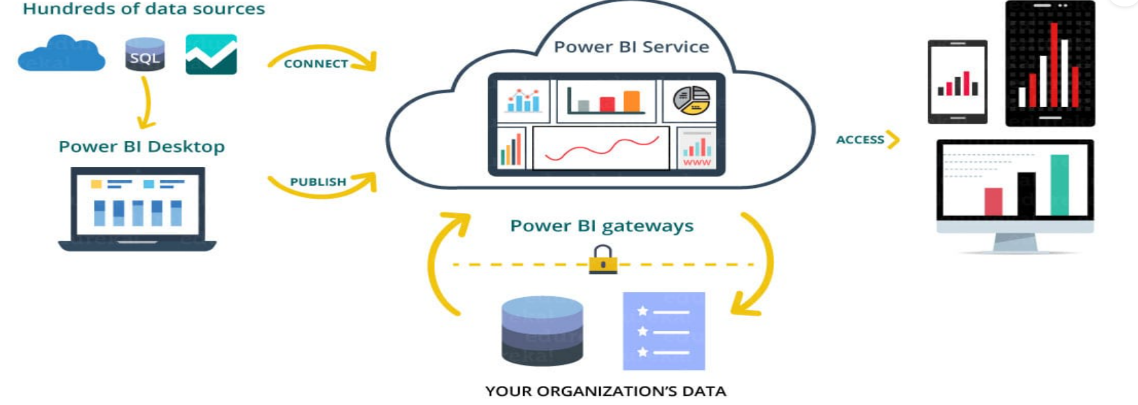 Hundreds of data sources
SQL
CONNECT
Power BI Service
WWW
ACCESS
Power BI Desktop
PUBLISH
Power BI gateways
YOUR ORGANIZATION'S DATA